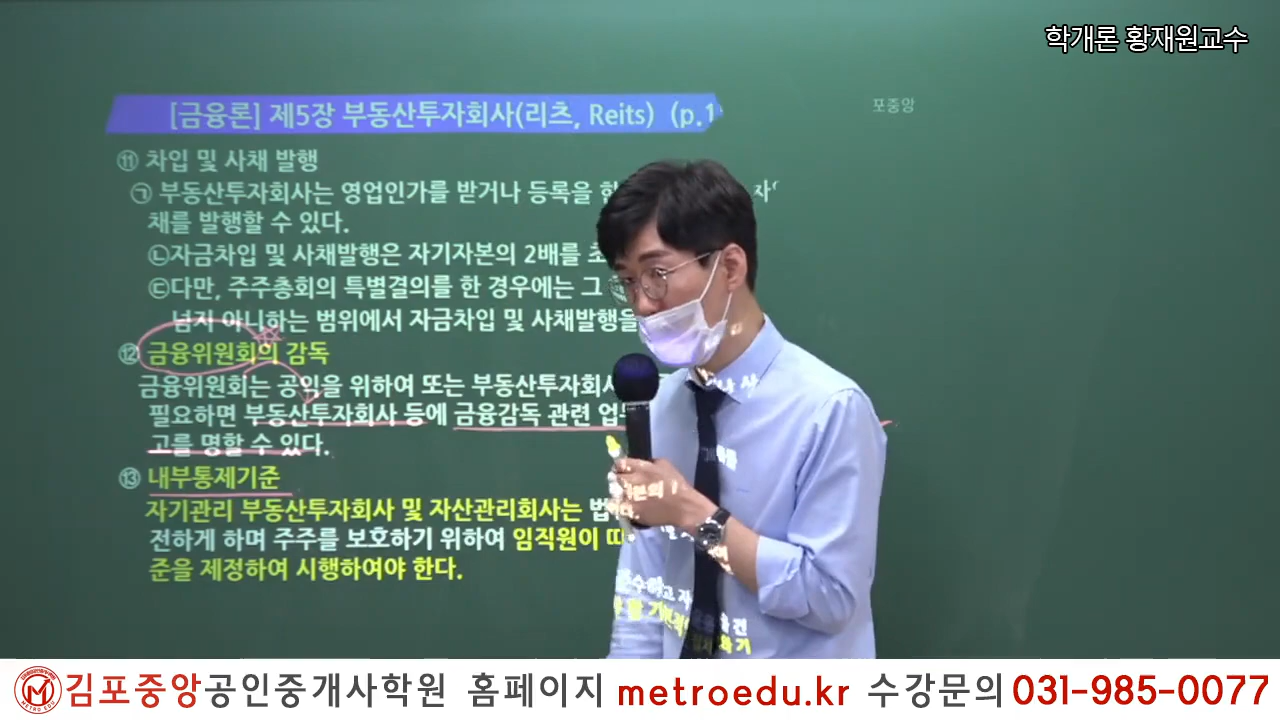 학개론 황재원교수
[금융론] 제5장 부동산투자회사(리츠, Reits) (p.1
포중앙
⑪ 차입 및 사채 발행
㉠ 부동산투자회사는 영업인가를 받거나 등록을
채를 발행할 수 있다.
㉡자금차입 및 사채발행은 자기자본의 2배를
㉢다만, 주주총회의 특별결의를 한 경우에는 그
넘지 아니하는 범위에서 자금차입 및 사채발행을
⑫ 금융위원회의 감독
금융위원회는 공익을 위하여 또는 부동산투자회사
필요하면 부동산투자회사 등에 금융감독 관련 업
고를 명할 수 있다.
⑬ 내부통제기준
자기관리 부동산투자회사 및 자산관리회사는 법
전하게 하며 주주를 보호하기 위하여 임직원이
준을 제정하여 시행하여야 한다.
METRO EDU
김포중앙공인중개사학원 홈페이지 metroedu.kr 수강문의 031-985-0077